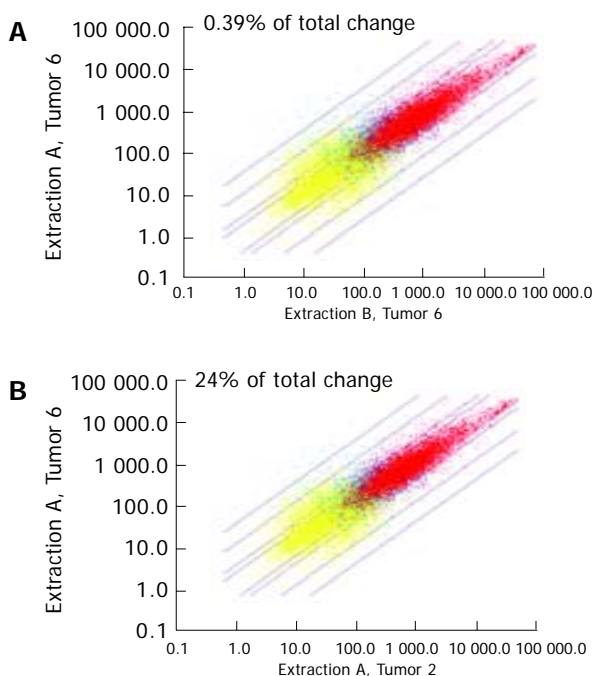 A
0.39% of total change
Extraction A, Tumor 6
100 000.0
10 000.0
1 000.0
100.0
10.0
1.0
0.1
0.1 1.0 10.0 100.0 1 000.0 10 000.0 100 000.0
Extraction B, Tumor 6
B
24% of total change
Extraction A, Tumor 6
100 000.0
10 000.0
1 000.0
100.0
10.0
1.0
0.1
0.1 1.0 10.0 100.0 1 000.0 10 000.0 100 000.0
Extraction A, Tumor 2